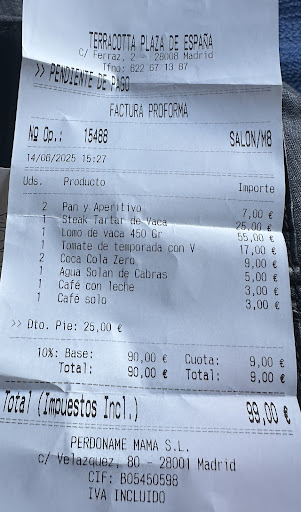 TERRACOTTA PLAZA DE ESPAÑA
c/ Ferraz, 2 - 28008 Madrid
Tfno: 822 67 13 87
>> PENDIENTE DE PAGO
FACTURA PROFORMA
Nº Op.: 15488 SALON/M8
14/06/2025 15:27
Uds. Producto Importe
2 Pan y Aperitivo 7,00 €
1 Steak Tartar de Vaca 25,00 €
1 Lomo de vaca 450 Gr 55,00 €
1 Tomate de temporada con V 17,00 €
2 Coca Cola Zero 9,00 €
1 Agua Solan de Cabras 5,00 €
1 Café con leche 3,00 €
1 Café solo 3,00 €
>> Dto. Pie: 25,00 €
10%: Base: 90,00 € Cuota: 9,00 €
Total: 90,00 € Total: 9,00 €
Total (Impuestos Incl.) 99,00 €
PERDONAME MAMA S.L.
c/ Velazquez, 80 - 28001 Madrid
CIF: B05450598
IVA INCLUIDO